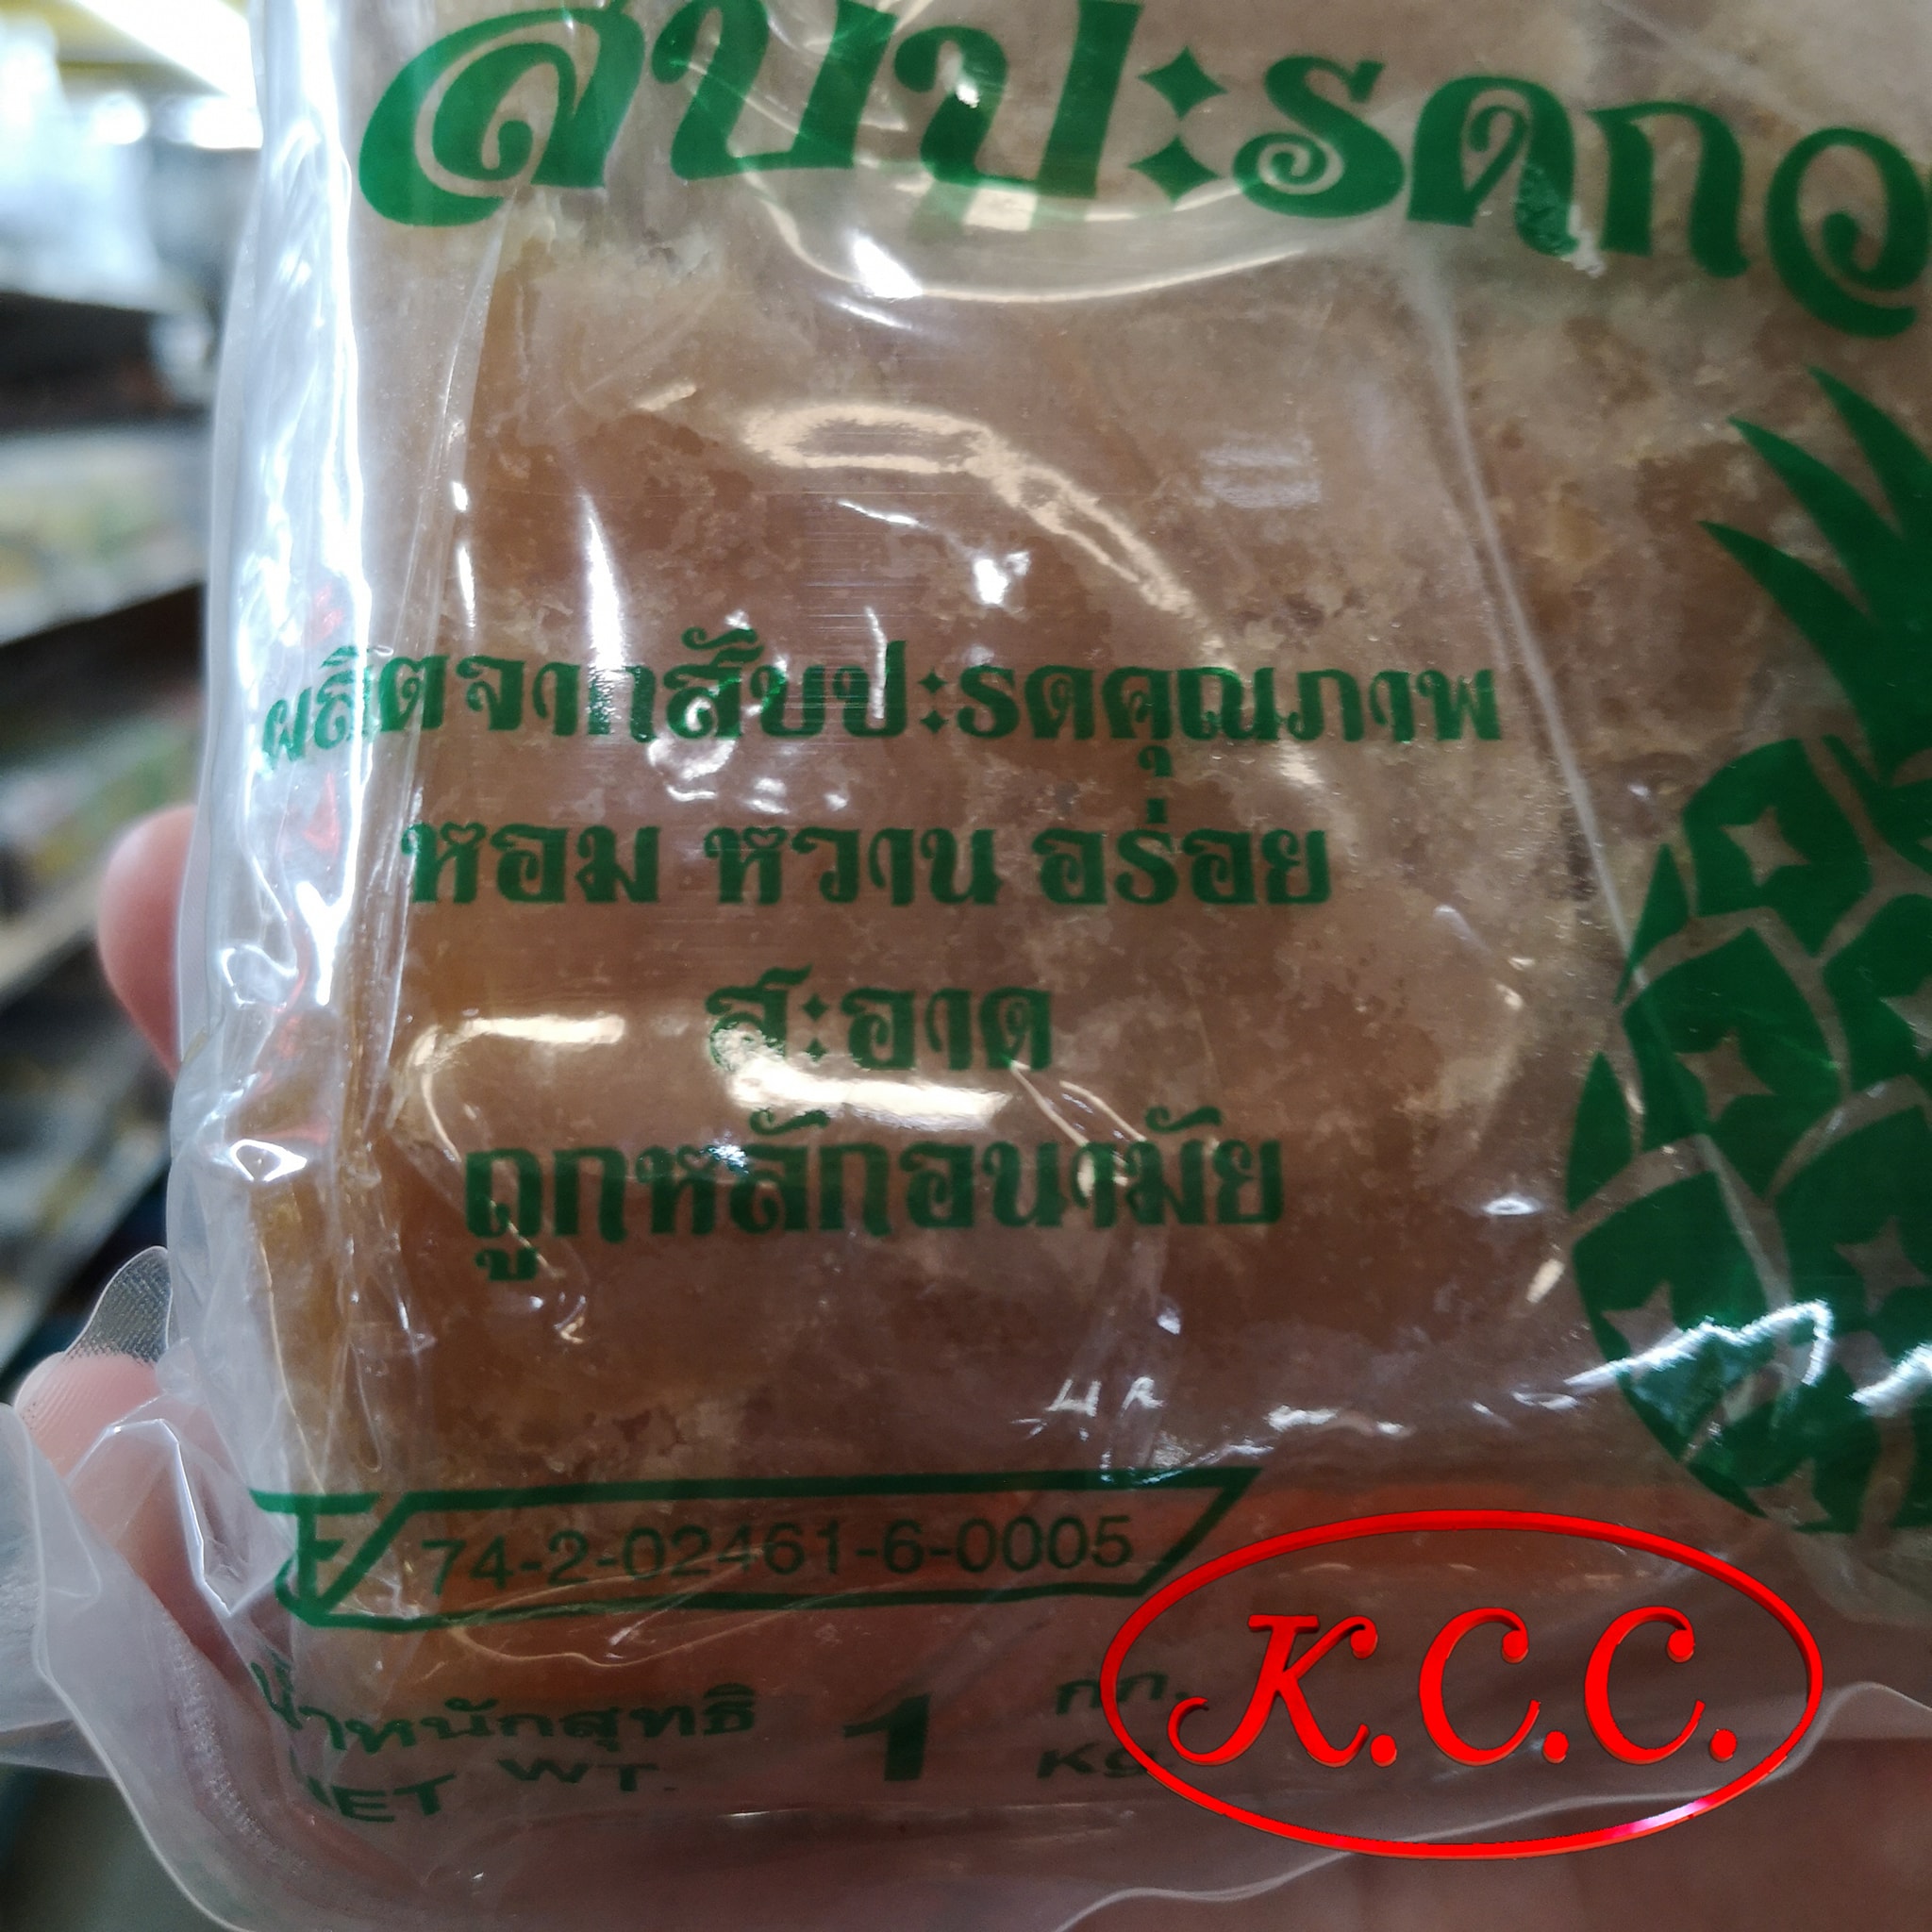 สับปะรดกว
ผลิตจากสับปะรดคุณภาพ
หอม หวาน อร่อย
สะอาด
ถูกหลักอนามัย
74-2-02461-6-0005
น้ำหนักสุทธิ 1 กก.
NET WT. Kg
K.C.C.